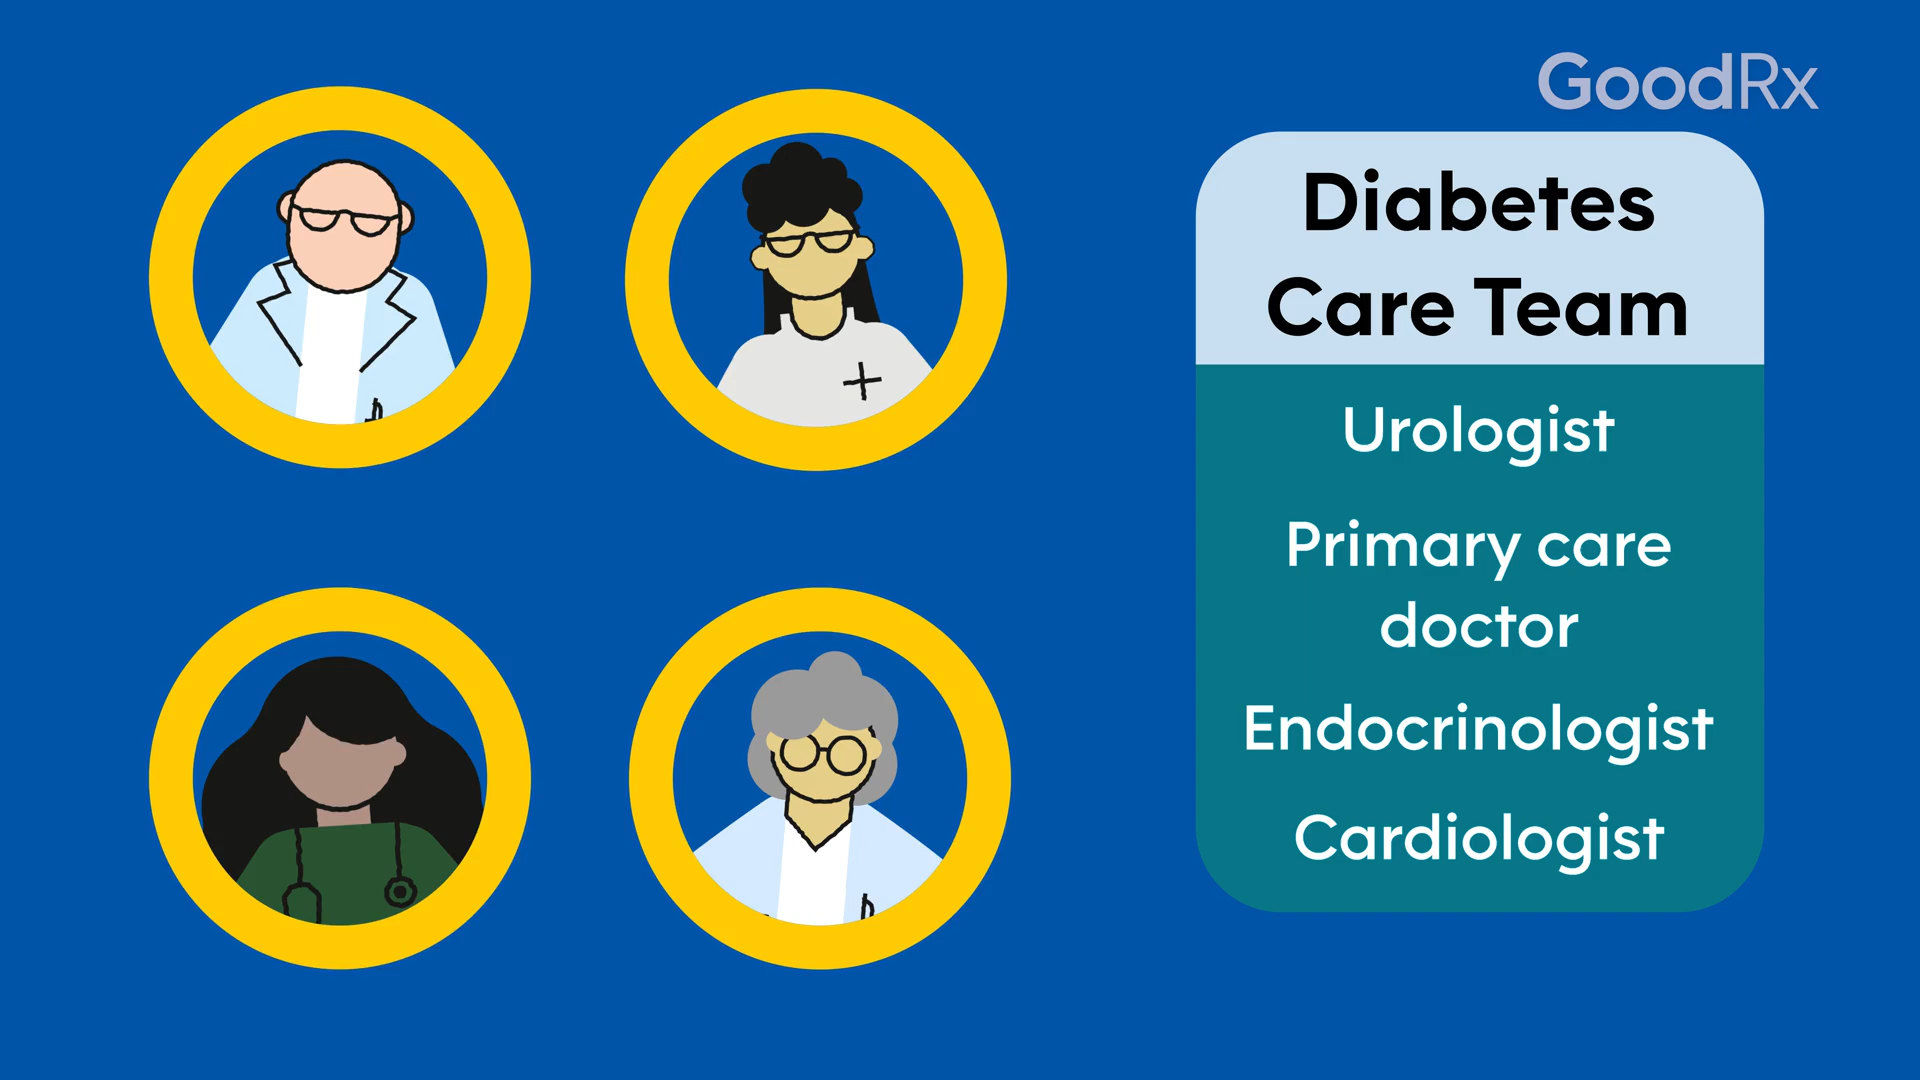 GoodRx
Diabetes
Care Team
Urologist
Primary care
doctor
Endocrinologist
Cardiologist